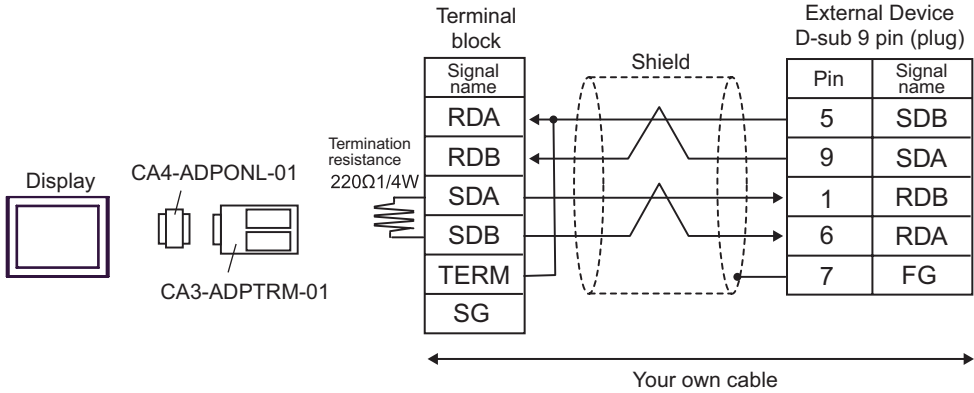 Terminal
block
External Device
D-sub 9 pin (plug)
Shield
Signal
name
Pin
Signal
name
RDA
5
SDB
Termination
resistance
220Ω1/4W
RDB
9
SDA
Display
CA4-ADPONL-01
SDA
1
RDB
SDB
6
RDA
CA3-ADPTRM-01
TERM
7
FG
SG
Your own cable